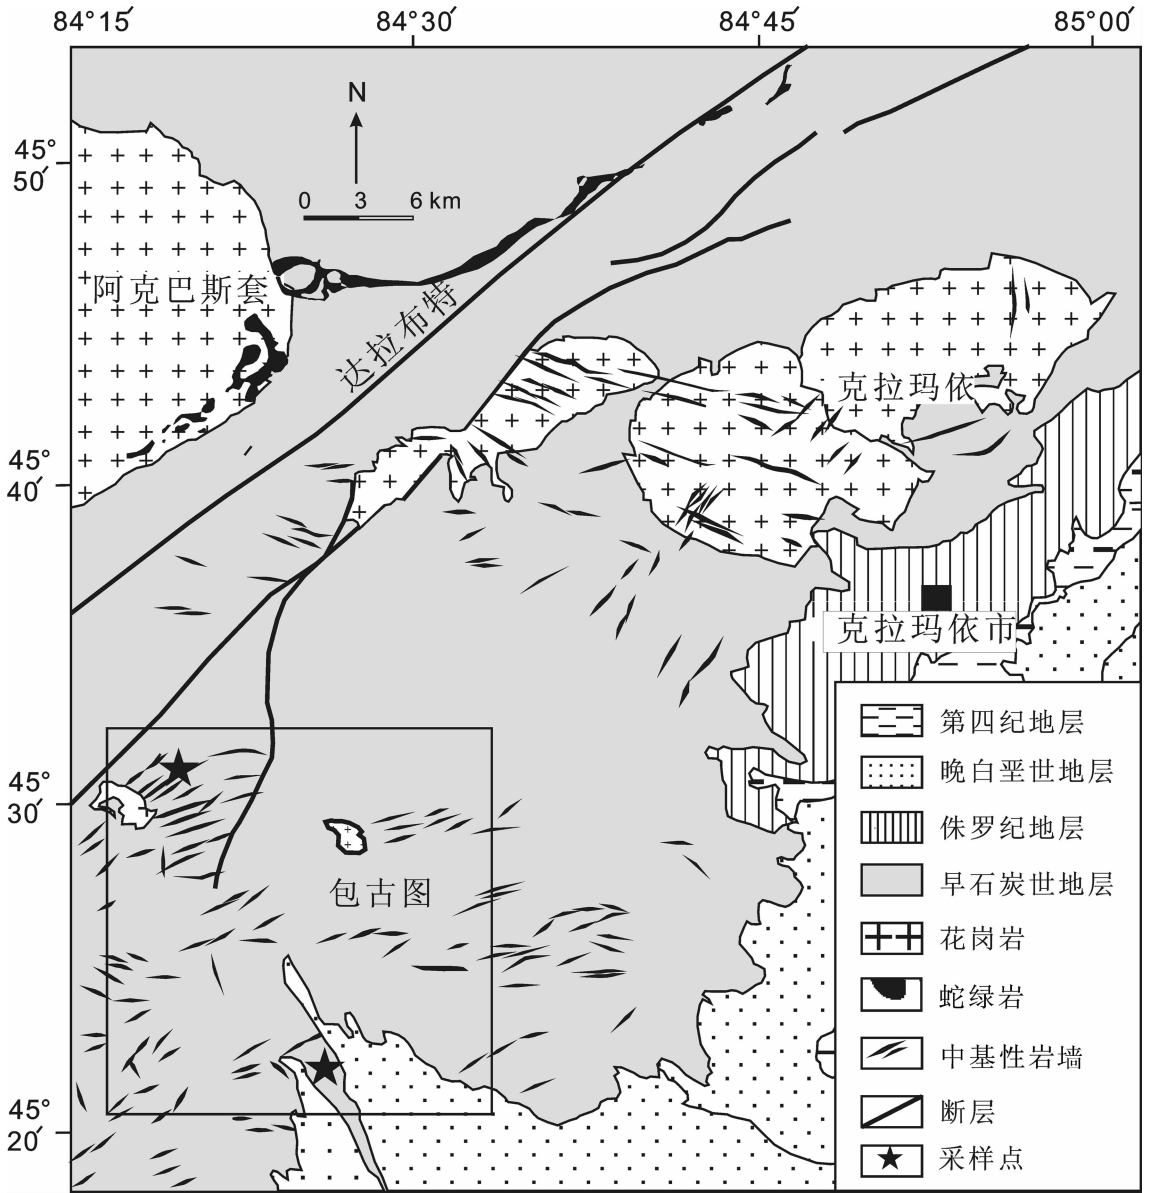 84°15′ 84°30′ 84°45′ 85°00′
N
45°
50′
0 3 6 km
阿克巴斯套
达拉布特
克拉玛依
45°
40′
克拉玛依市
45°
30′
包古图
45°
20′
第四纪地层
晚白垩世地层
侏罗纪地层
早石炭世地层
花岗岩
蛇绿岩
中基性岩墙
断层
采样点